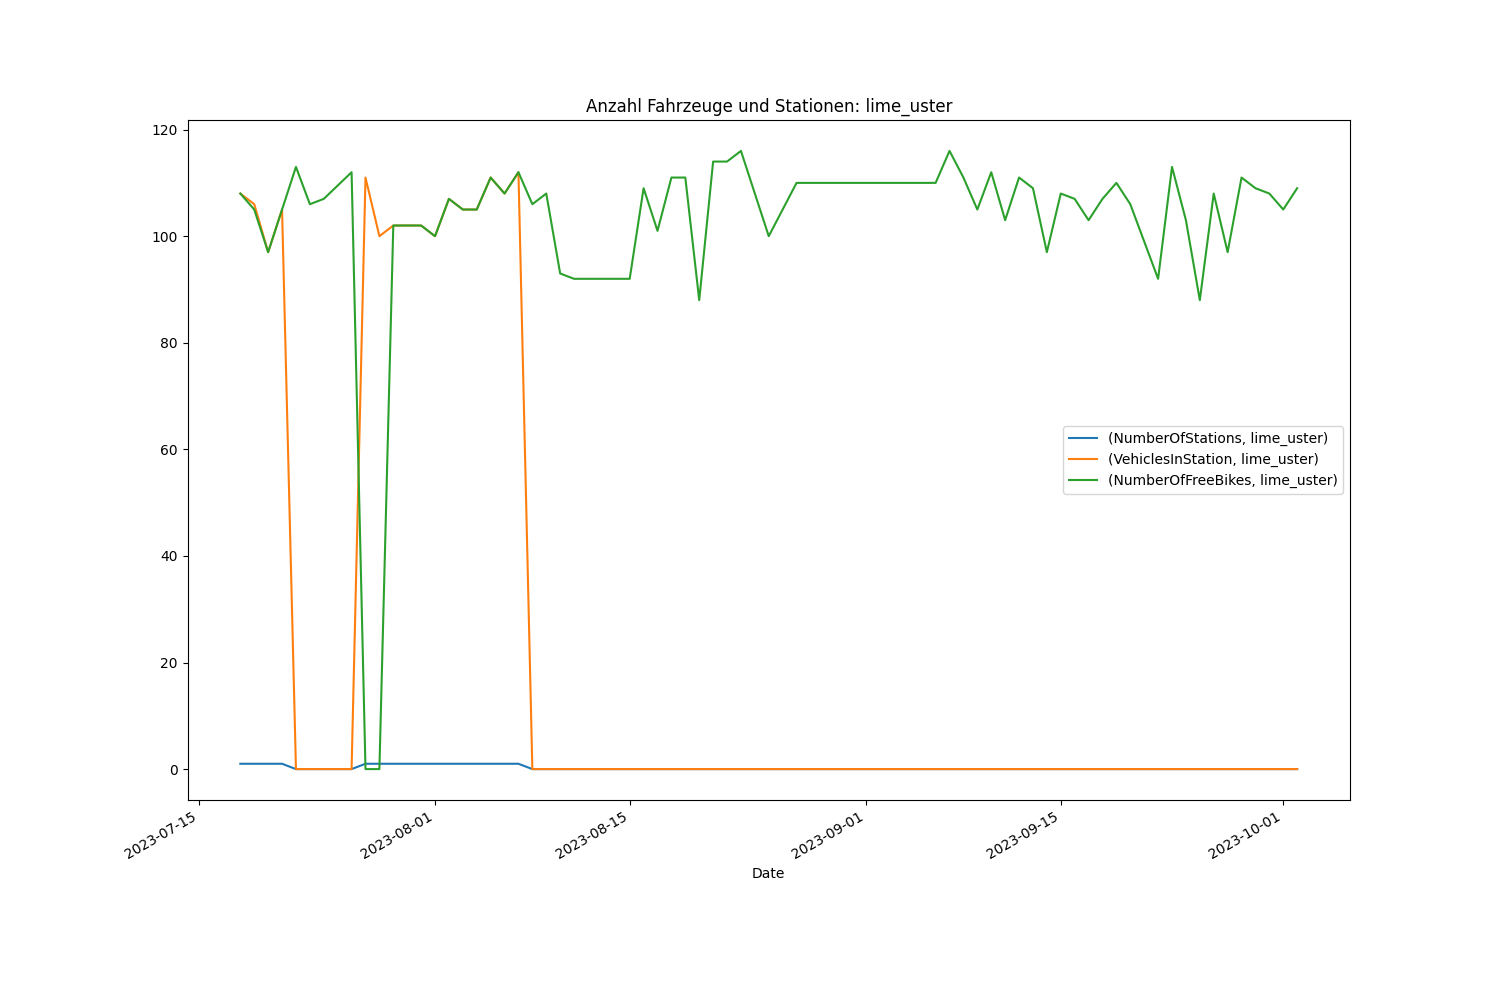 Anzahl Fahrzeuge und Stationen: lime_uster
120
100
80
60
40
20
0
(NumberOfStations, lime_uster)
(VehiclesInStation, lime_uster)
(NumberOfFreeBikes, lime_uster)
2023-07-15
2023-08-01
2023-08-15
2023-09-01
2023-09-15
2023-10-01
Date